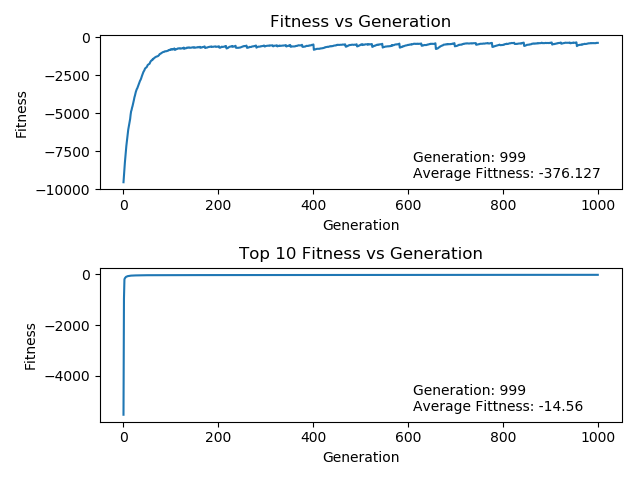 Fitness vs Generation
0
−2500
−5000
−7500
−10000
Fitness
Generation: 999
Average Fittness: -376.127
0 200 400 600 800 1000
Generation
Top 10 Fitness vs Generation
0
−2000
−4000
Fitness
Generation: 999
Average Fittness: -14.56
0 200 400 600 800 1000
Generation